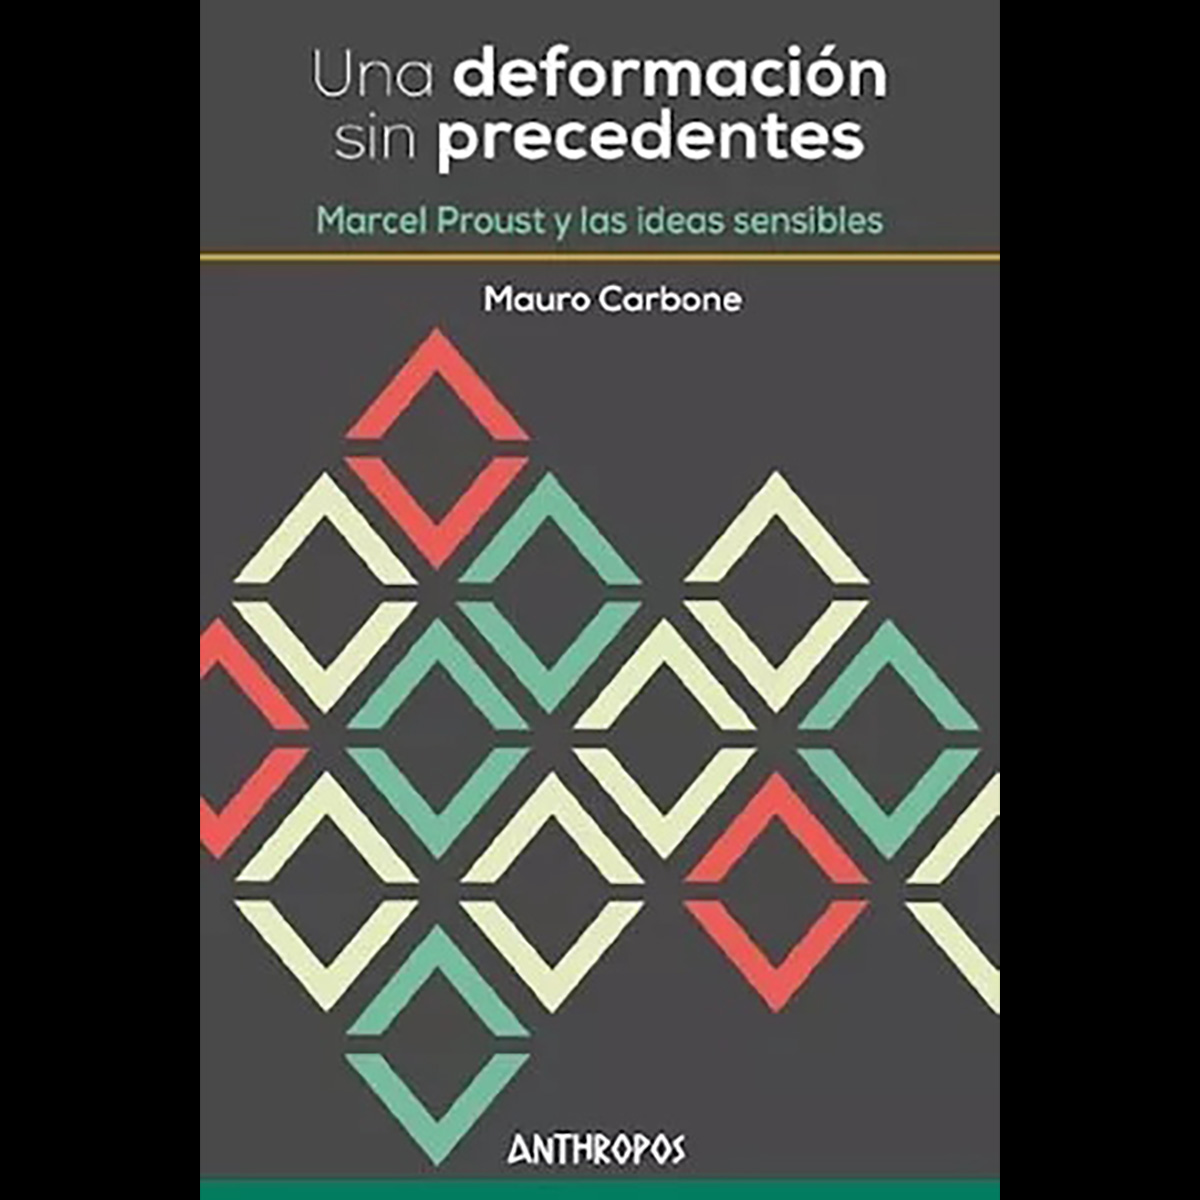 Una deformación
sin precedentes
Marcel Proust y las ideas sensibles
Mauro Carbone
ANTHROPOS